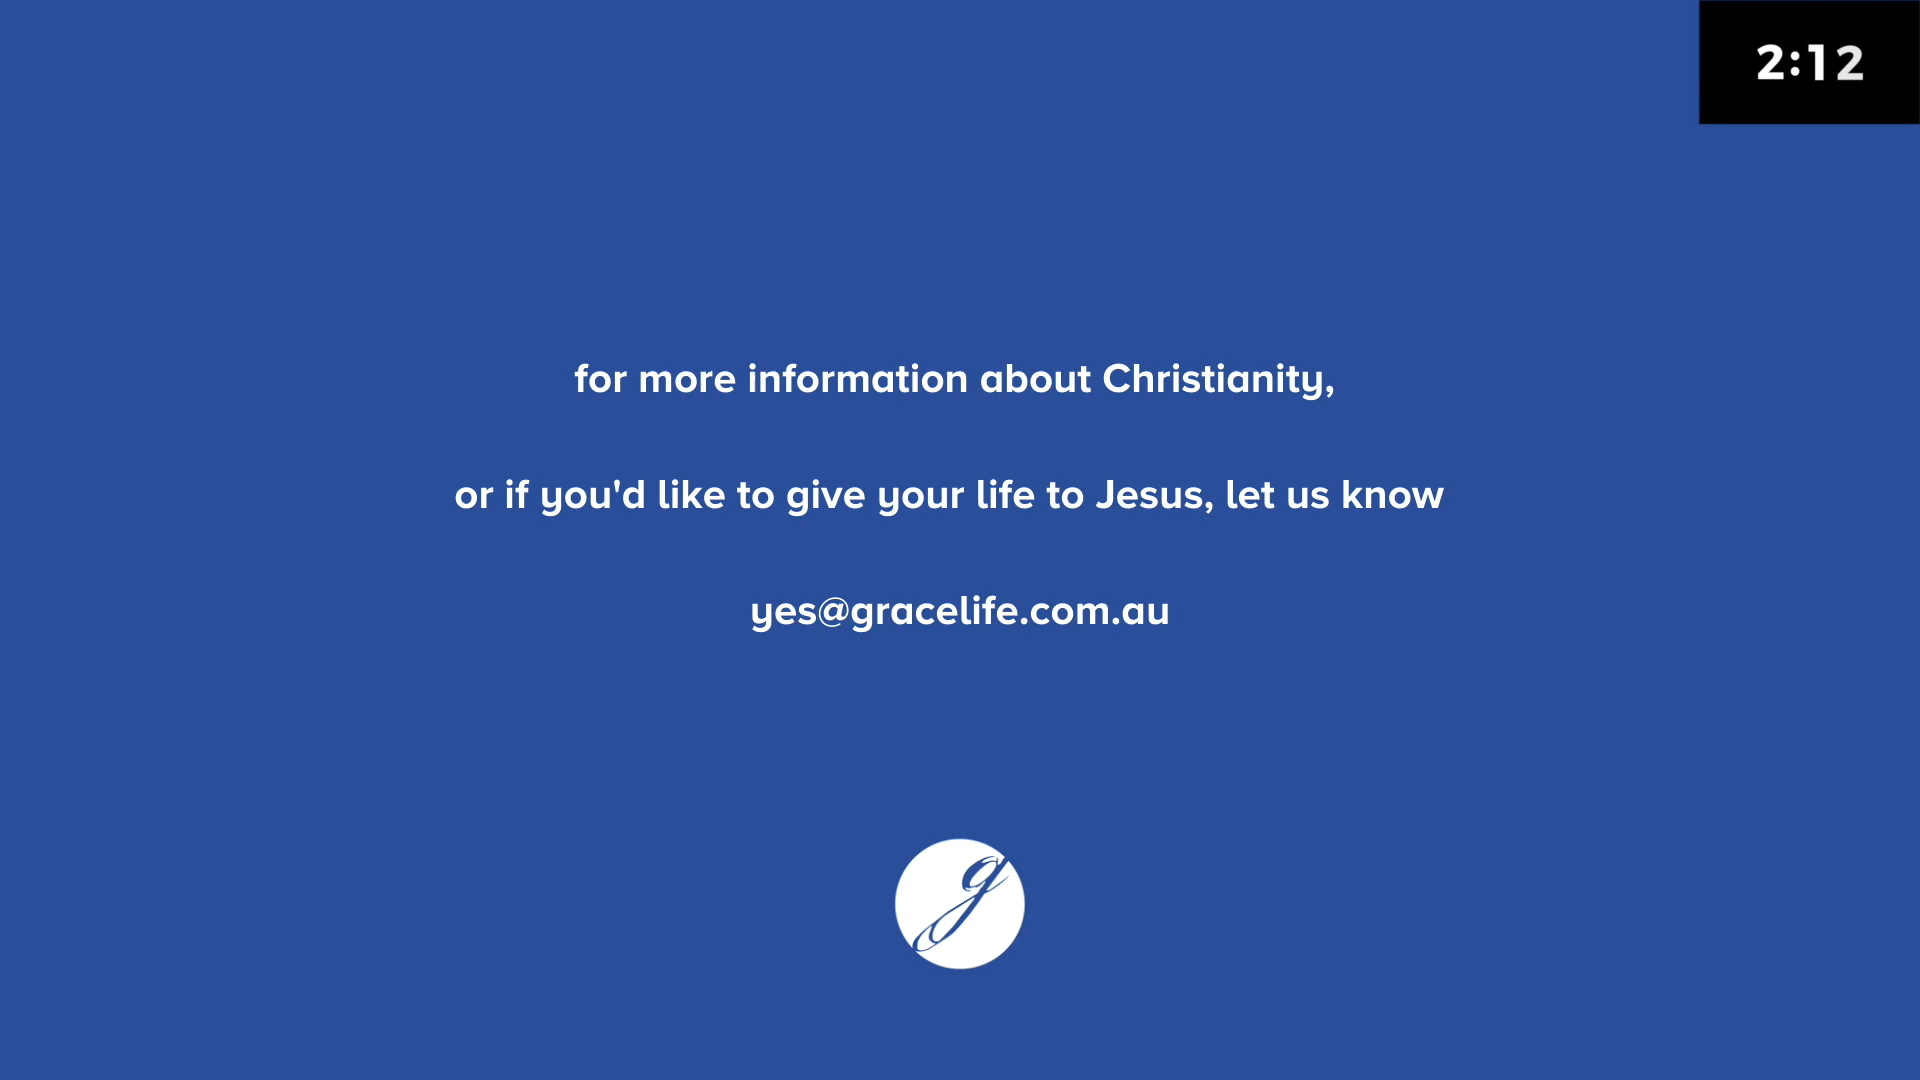 2:12
for more information about Christianity,
or if you'd like to give your life to Jesus, let us know
yes@gracelife.com.au
g